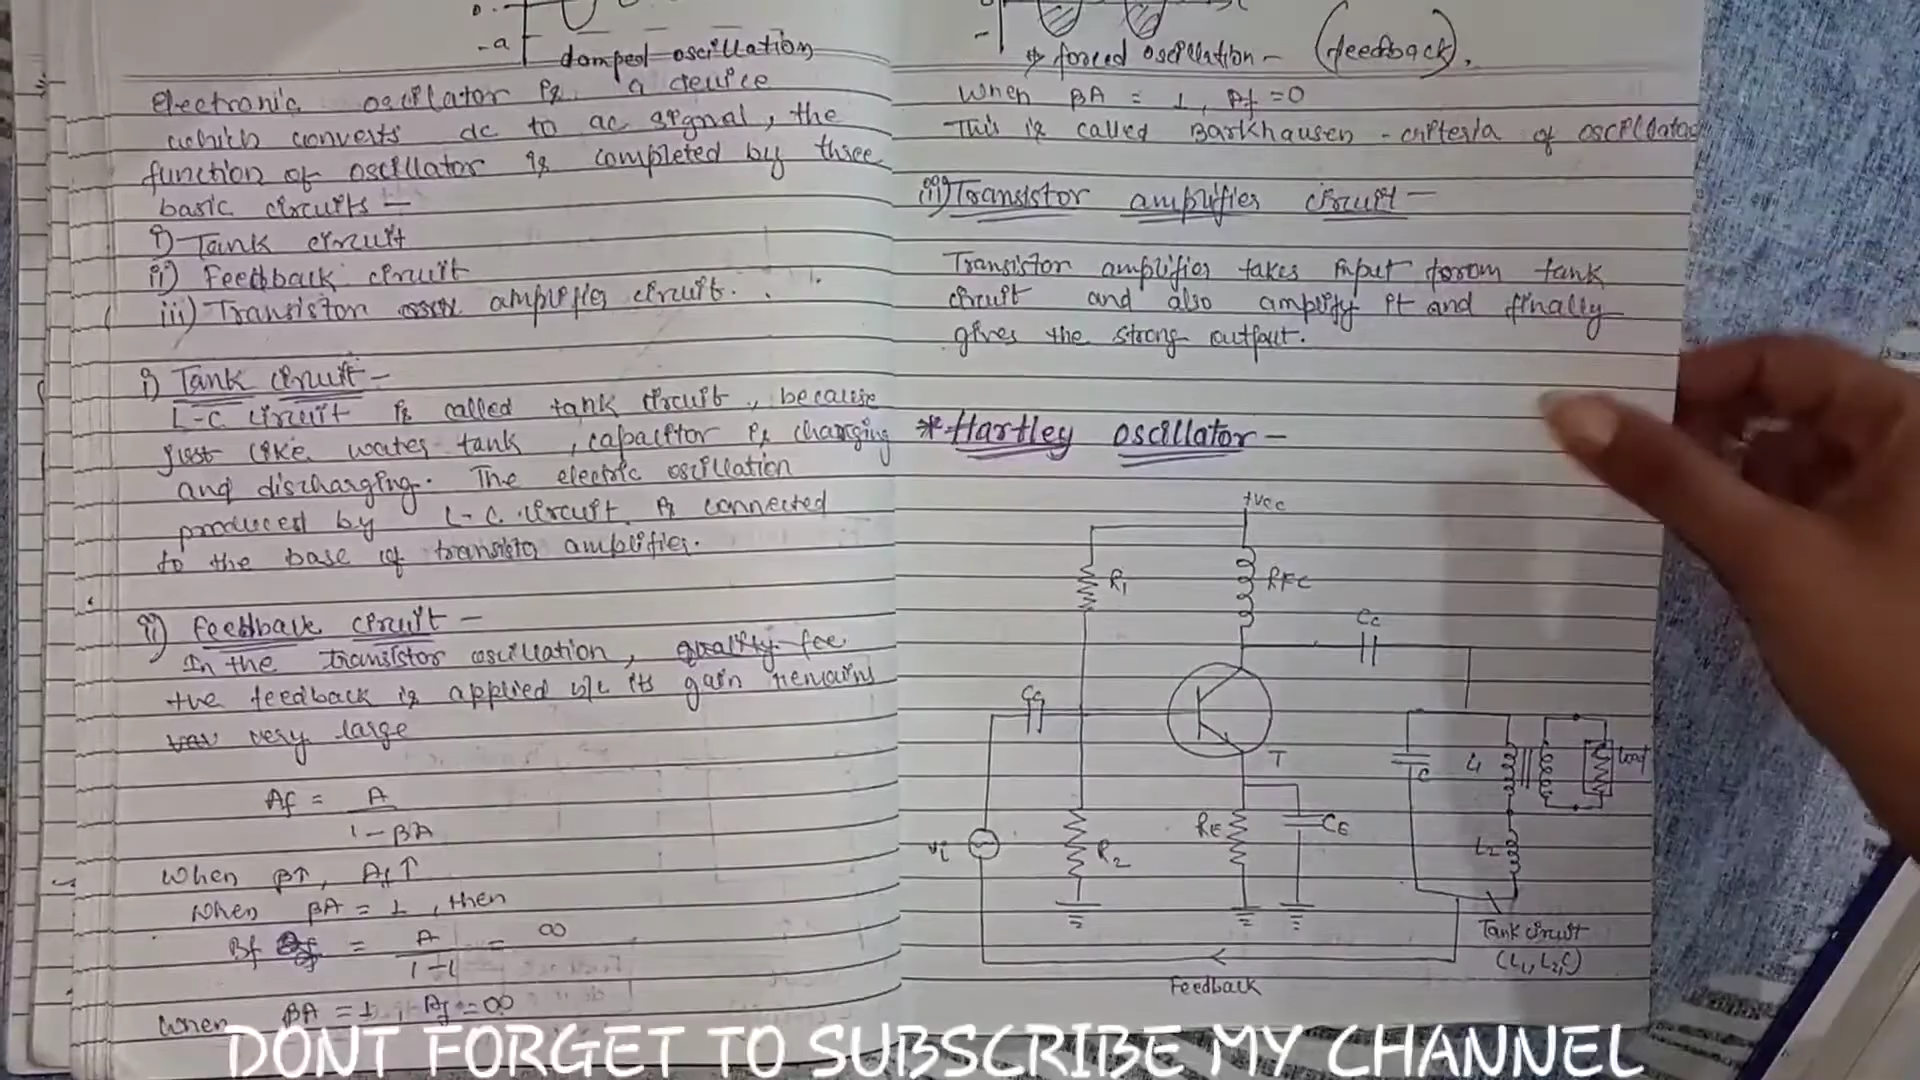 -a
damped oscillation
Electronic oscillator is a device
which converts dc to ac signal, the
function of oscillator is completed by three
basic circuits -
i) Tank circuit
ii) Feedback circuit
iii) Transistor amplifier circuit.
i) Tank circuit -
L-C circuit is called tank circuit, because
just like water tank, capacitor is charging
and discharging. The electric oscillation
produced by L-C circuit is connected
to the base of transistor amplifier.
ii) Feedback circuit -
In the transistor oscillation,
the feedback is applied b/c its gain remains
very large
Af = A
1-βA
When β↑, Af↑
When βA = 1, then
Bf = A = ∞
1-1
When βA = 1, Af = ∞
⇒ forced oscillation - (feedback).
When βA = 1, Af = 0
This is called Barkhausen - criteria of
iii) Transistor amplifier circuit -
Transistor amplifier takes input forom tank
circuit and also amplify it and finally
gives the strong output.
* Hartley oscillator -
+Vcc
R1
RFC
Cc
T
C
L1
Load
L2
Vi
R2
RE
CE
Tank circuit
(L1, L2, C)
Feedback
DONT FORGET TO SUBSCRIBE MY CHANNEL